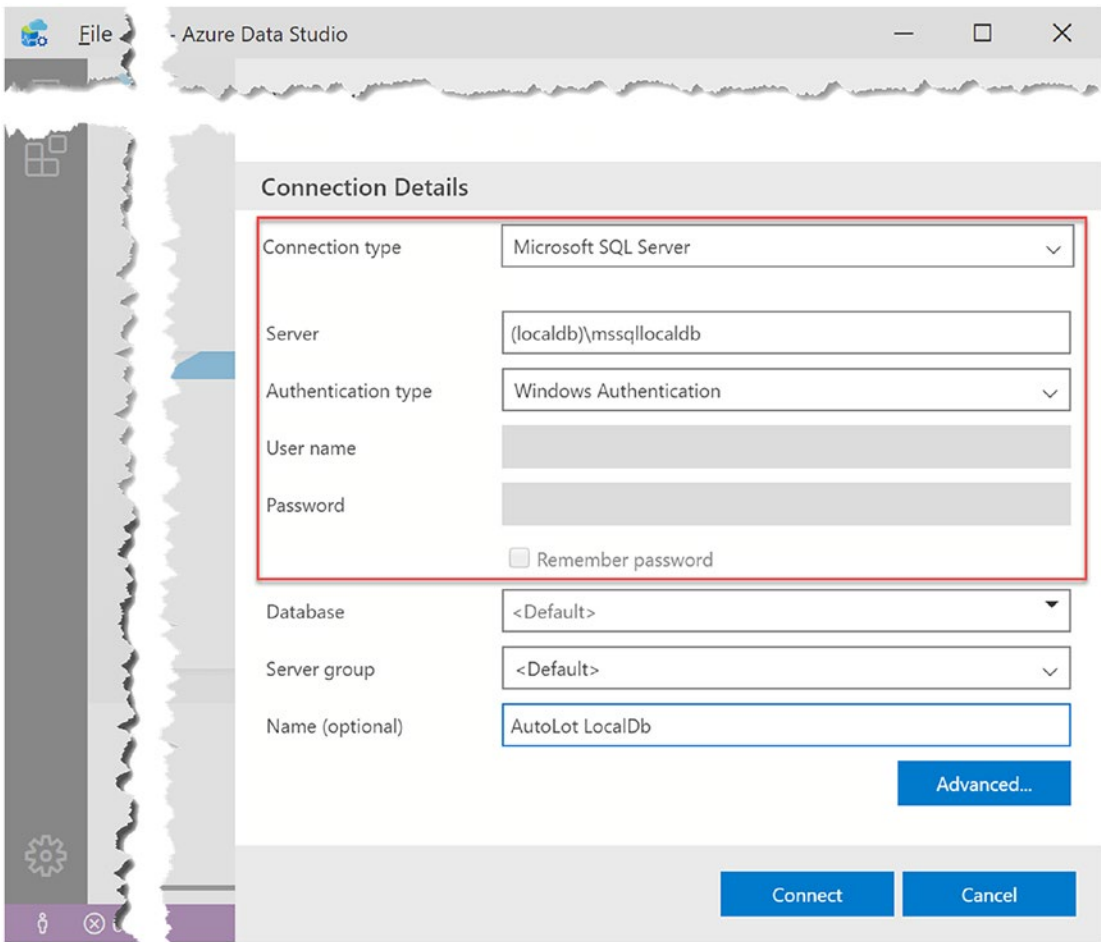 File - Azure Data Studio
Connection Details
Connection type Microsoft SQL Server
Server (localdb)\mssqllocaldb
Authentication type Windows Authentication
User name
Password
Remember password
Database <Default>
Server group <Default>
Name (optional) AutoLot LocalDb
Advanced...
Connect Cancel